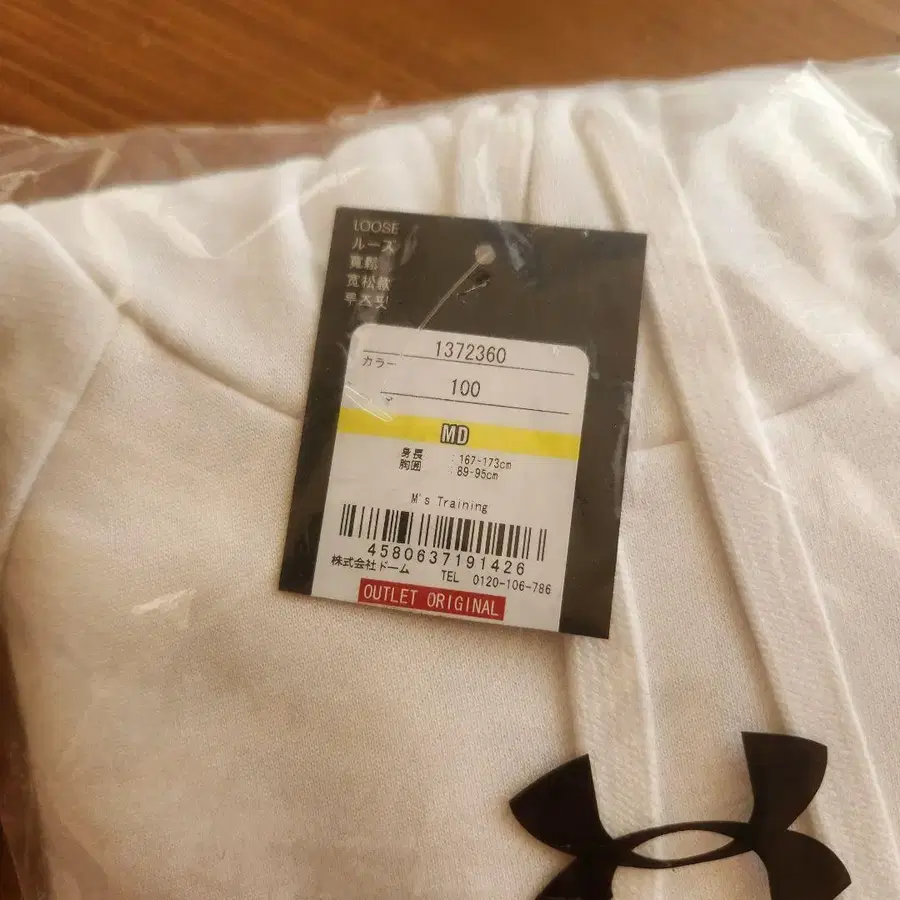 LOOSE
ルーズ
寬鬆
宽松款
루즈핏
1372360
カラー
100
MD
身長 : 167-173cm
胸囲 : 89-95cm
M's Training
4580637191426
株式会社ドーム TEL 0120-106-786
OUTLET ORIGINAL